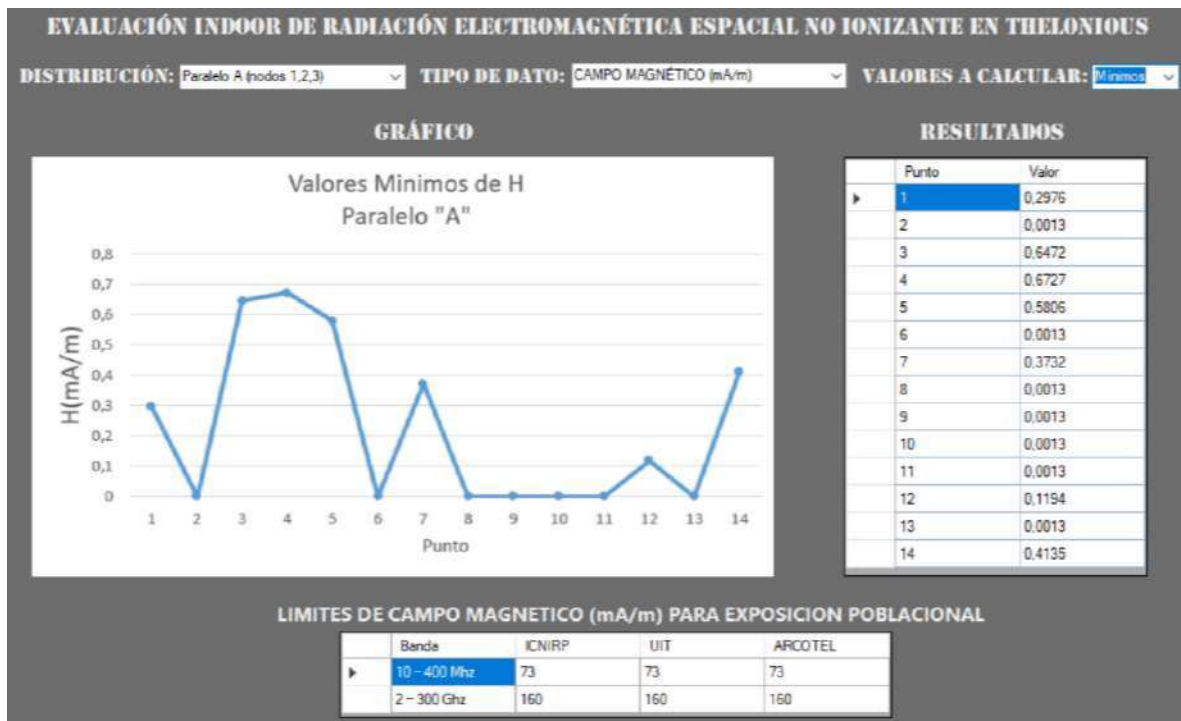 EVALUACIÓN INDOOR DE RADIACIÓN ELECTROMAGNÉTICA ESPACIAL NO IONIZANTE EN THELONIOUS
DISTRIBUCIÓN: Paralelo A (nodos 1,2,3) TIPO DE DATO: CAMPO MAGNÉTICO (mA/m) VALORES A CALCULAR: Mínimos
GRÁFICO
Valores Minimos de H
Paralelo "A"
0,8
0,7
0,6
0,5
0,4
0,3
0,2
0,1
0
H(mA/m)
1 2 3 4 5 6 7 8 9 10 11 12 13 14
Punto
RESULTADOS
Punto Valor
1 0,2976
2 0,0013
3 0,6472
4 0,6727
5 0,5806
6 0,0013
7 0,3732
8 0,0013
9 0,0013
10 0,0013
11 0,0013
12 0,1194
13 0,0013
14 0,4135
LIMITES DE CAMPO MAGNETICO (mA/m) PARA EXPOSICION POBLACIONAL
Banda ICNIRP UIT ARCOTEL
10 – 400 Mhz 73 73 73
2 – 300 Ghz 160 160 160